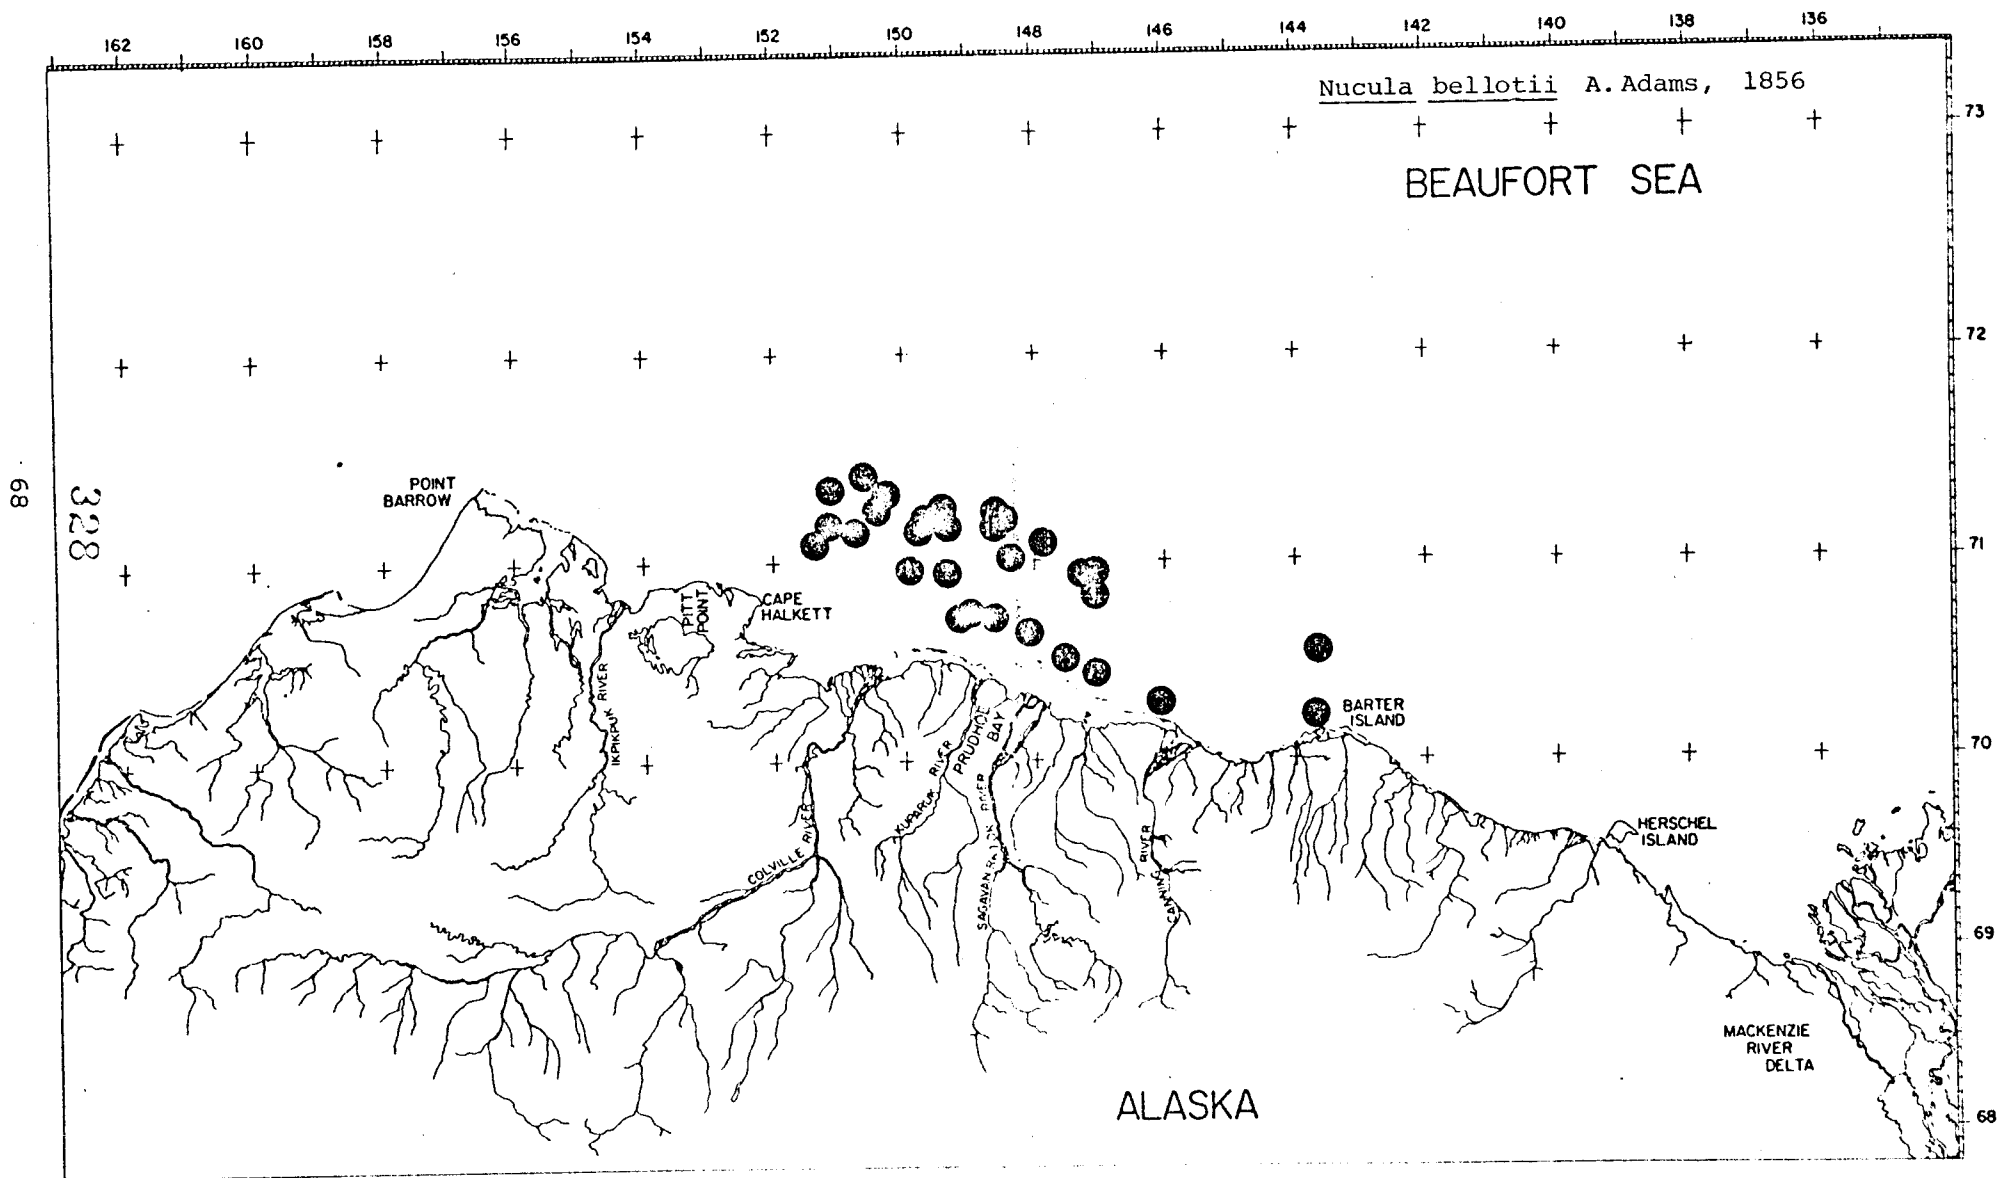 162 160 158 156 154 152 150 148 146 144 142 140 138 136
Nucula bellotii A. Adams, 1856
73
BEAUFORT SEA
72
POINT
BARROW
68
328
71
PITT
POINT
CAPE
HALKETT
IKPIKPUK RIVER
BARTER
ISLAND
PRUDHOE
BAY
70
KUPARUK RIVER
COLVILLE RIVER
CANNING RIVER
HERSCHEL
ISLAND
69
MACKENZIE
RIVER
DELTA
ALASKA
68